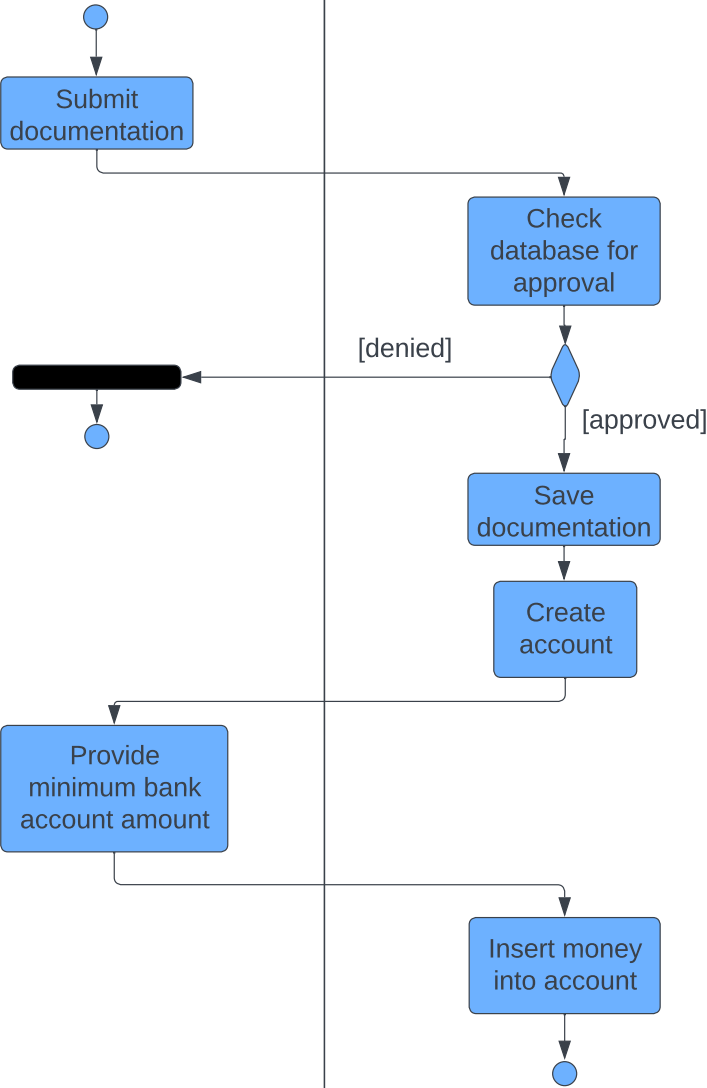 Submit
documentation
Check
database for
approval
[denied]
[approved]
Save
documentation
Create
account
Provide
minimum bank
account amount
Insert money
into account